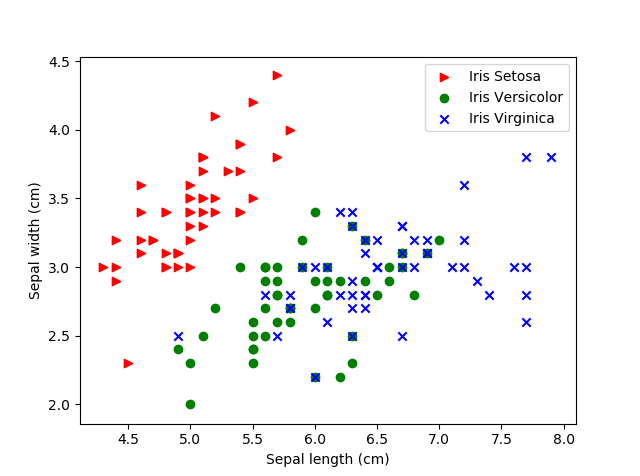 4.5
4.0
3.5
3.0
2.5
2.0
Sepal width (cm)
Iris Setosa
Iris Versicolor
Iris Virginica
4.5 5.0 5.5 6.0 6.5 7.0 7.5 8.0
Sepal length (cm)